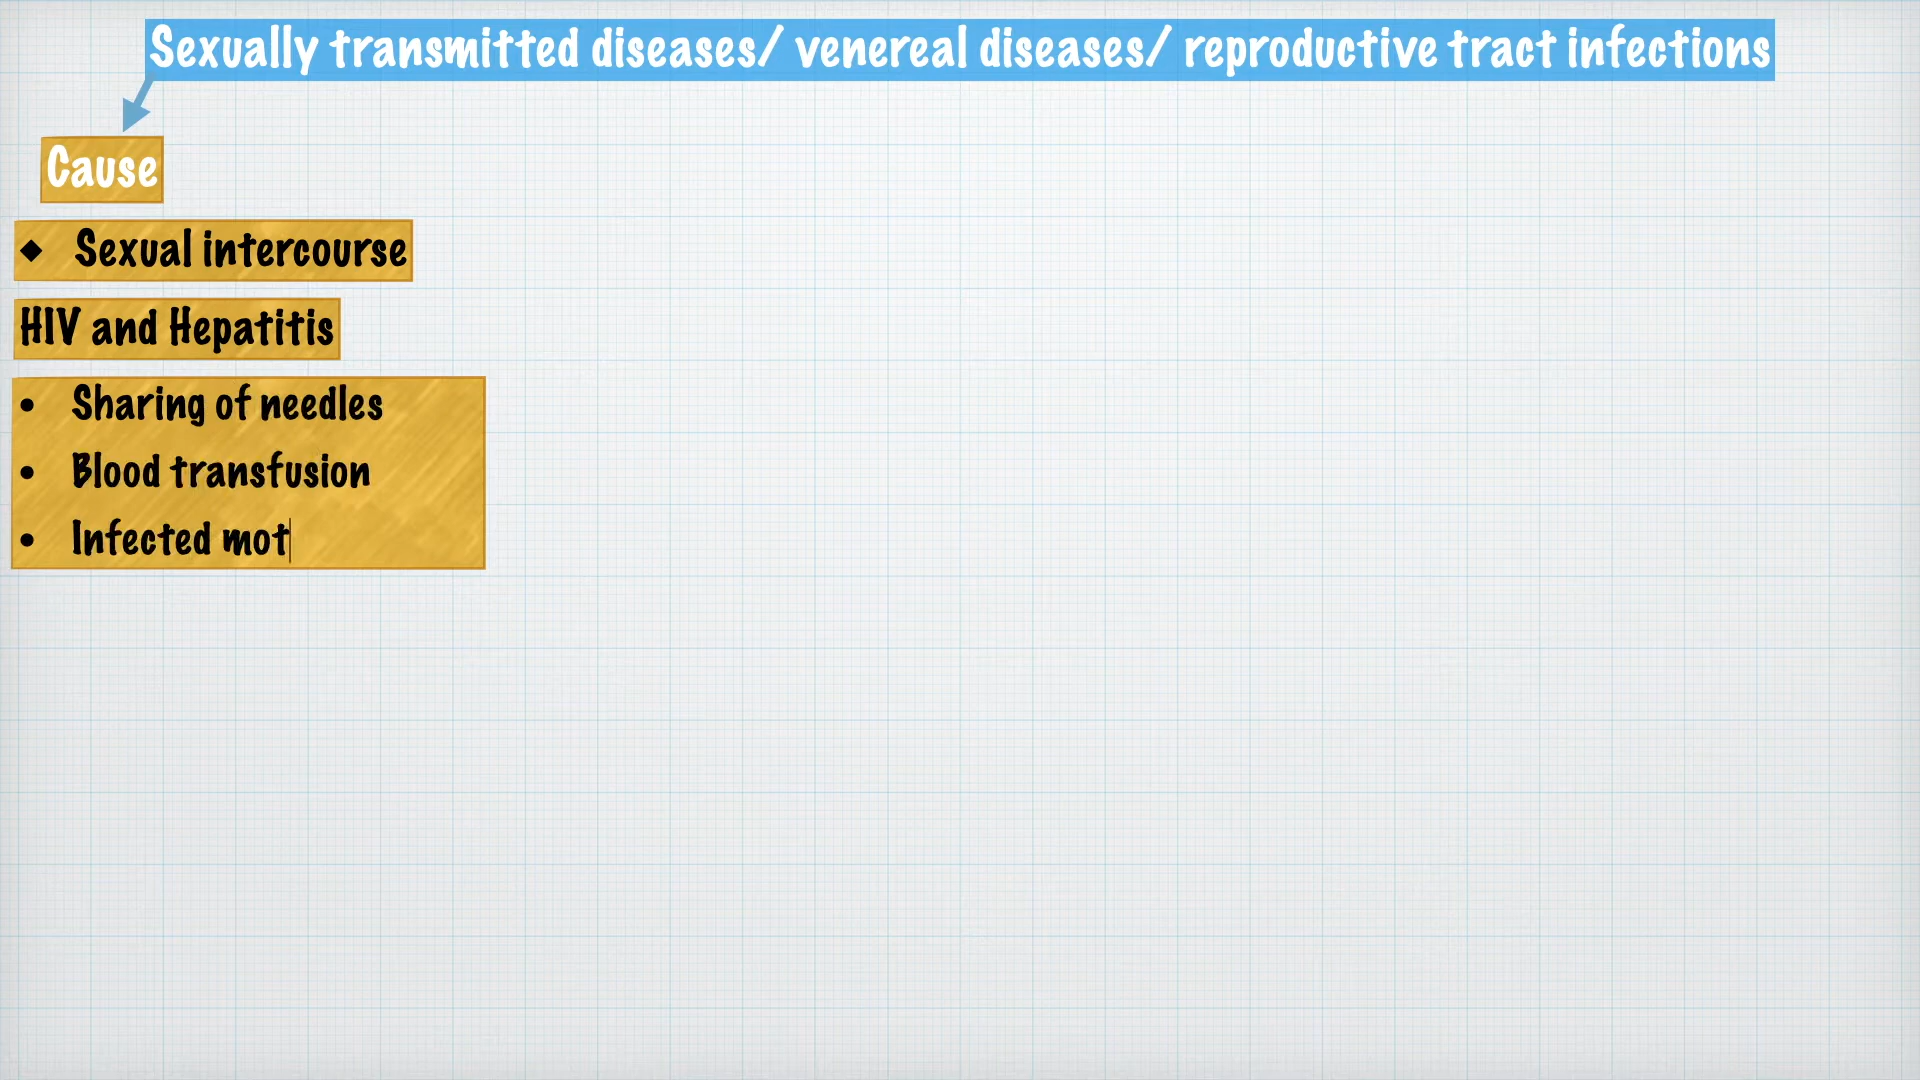 Sexually transmitted diseases/ venereal diseases/ reproductive tract infections
Cause
◆ Sexual intercourse
HIV and Hepatitis
• Sharing of needles
• Blood transfusion
• Infected mot